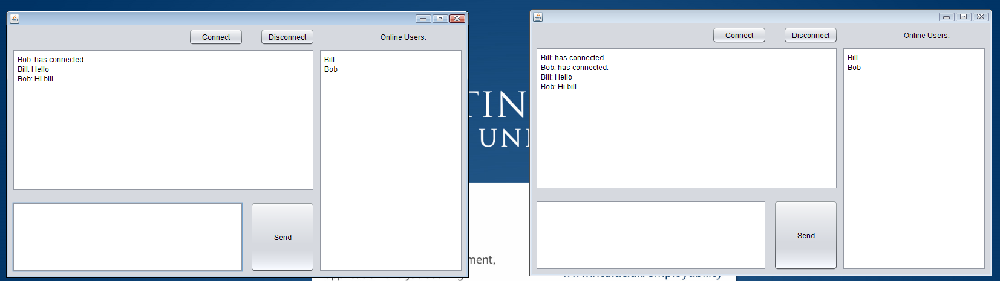 Connect
Disconnect
Online Users:
Bob: has connected.
Bill: Hello
Bob: Hi bill
Bill
Bob
Send
TIN
UNI
ment,
Connect
Disconnect
Online Users:
Bill: has connected.
Bob: has connected.
Bill: Hello
Bob: Hi bill
Bill
Bob
Send